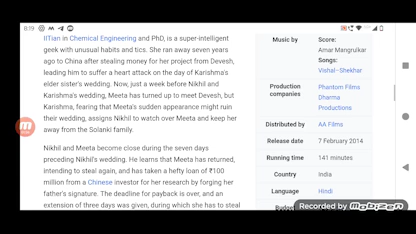 8:19
IITian in Chemical Engineering and PhD, is a super-intelligent
geek with unusual habits and tics. She ran away seven years
ago to China after stealing money for her project from Devesh,
leading him to suffer a heart attack on the day of Karishma's
elder sister's wedding. Now, just a week before Nikhil and
Karishma's wedding, Meeta has turned up to meet Devesh, but
Karishma, fearing that Meeta's sudden appearance might ruin
their wedding, assigns Nikhil to watch over Meeta and keep her
away from the Solanki family.
Nikhil and Meeta become close during the seven days
preceding Nikhil's wedding. He learns that Meeta has returned,
intending to steal again, and has taken a hefty loan of ₹100
million from a Chinese investor for her research by forging her
father's signature. The deadline for payback is over, and an
extension of three days was given, during which she has to steal
Music by Score:
Amar Mangrulkar
Songs:
Vishal–Shekhar
Production companies Phantom Films
Dharma Productions
Distributed by AA Films
Release date 7 February 2014
Running time 141 minutes
Country India
Language Hindi
Budget
Recorded by Mobizen